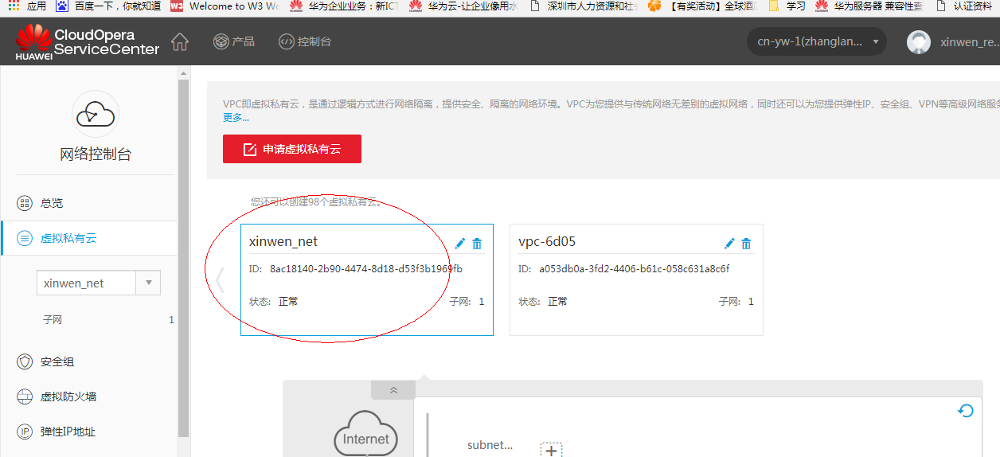 应用 百度一下，你就知道 Welcome to W3 Wo 华为企业业务：新ICT 华为云-让企业像用水 深圳市人力资源和社会 【有奖活动】全球酒店 学习 华为服务器 兼容性查 认证资料
HUAWEI CloudOpera ServiceCenter 产品 控制台 cn-yw-1(zhanglan... xinwen_re...
网络控制台
总览
虚拟私有云
xinwen_net
子网 1
安全组
虚拟防火墙
IP 弹性IP地址
VPC即虚拟私有云，是通过逻辑方式进行网络隔离，提供安全、隔离的网络环境。VPC为您提供与传统网络无差别的虚拟网络，同时还可以为您提供弹性IP、安全组、VPN等高级网络服务
更多...
申请虚拟私有云
您还可以创建98个虚拟私有云。
xinwen_net
ID: 8ac18140-2b90-4474-8d18-d53f3b1969fb
状态: 正常 子网: 1
vpc-6d05
ID: a053db0a-3fd2-4406-b61c-058c631a8c6f
状态: 正常 子网: 1
Internet
subnet...